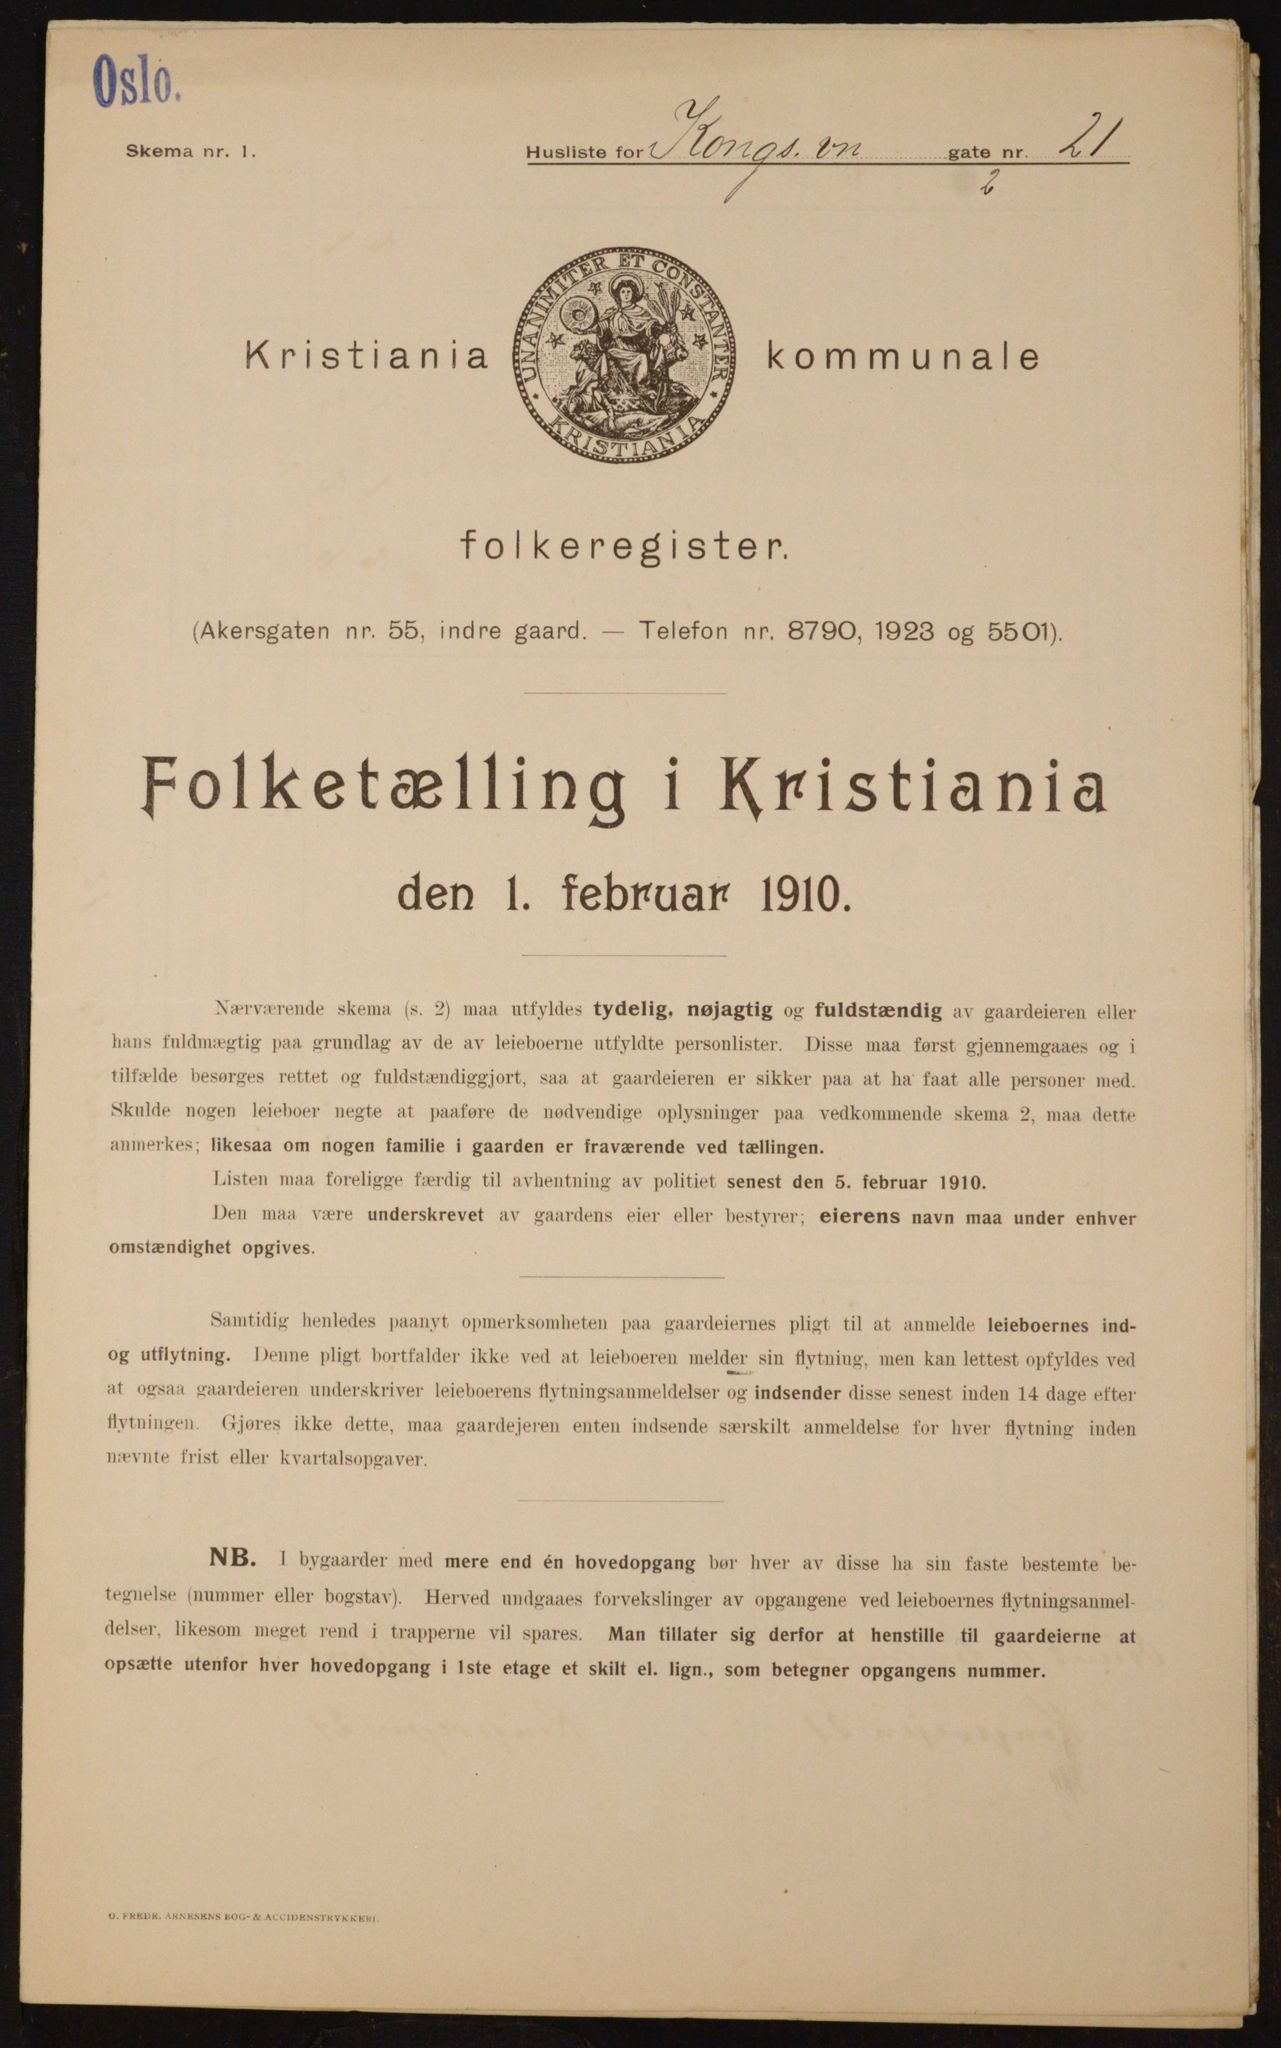 Oslo.
Skema nr. 1.
Husliste for Kongs. vn gate nr. 21
2
UNANIMITER ET CONSTANTER
KRISTIANIA
Kristiania kommunale
folkeregister.
(Akersgaten nr. 55, indre gaard. — Telefon nr. 8790, 1923 og 5501).
Folketælling i Kristiania
den 1. februar 1910.
Nærværende skema (s. 2) maa utfyldes tydelig, nøjagtig og fuldstændig av gaardeieren eller
hans fuldmægtig paa grundlag av de av leieboerne utfyldte personlister. Disse maa først gjennemgaaes og i
tilfælde besørges rettet og fuldstændiggjort, saa at gaardeieren er sikker paa at ha faat alle personer med.
Skulde nogen leieboer negte at paaføre de nødvendige oplysninger paa vedkommende skema 2, maa dette
anmerkes; likesaa om nogen familie i gaarden er fraværende ved tællingen.
Listen maa foreligge færdig til avhentning av politiet senest den 5. februar 1910.
Den maa være underskrevet av gaardens eier eller bestyrer; eierens navn maa under enhver
omstændighet opgives.
Samtidig henledes paanyt opmerksomheten paa gaardeiernes pligt til at anmelde leieboernes ind-
og utflytning. Denne pligt bortfalder ikke ved at leieboeren melder sin flytning, men kan lettest opfyldes ved
at ogsaa gaardeieren underskriver leieboerens flytningsanmeldelser og indsender disse senest inden 14 dage efter
flytningen. Gjøres ikke dette, maa gaardejeren enten indsende særskilt anmeldelse for hver flytning inden
nævnte frist eller kvartalsopgaver.
NB. I bygaarder med mere end én hovedopgang bør hver av disse ha sin faste bestemte be-
tegnelse (nummer eller bogstav). Herved undgaaes forvekslinger av opgangene ved leieboernes flytningsanmel-
delser, likesom meget rend i trapperne vil spares. Man tillater sig derfor at henstille til gaardeierne at
opsætte utenfor hver hovedopgang i 1ste etage et skilt el. lign., som betegner opgangens nummer.
O. FREDR. ARNESENS BOG- & ACCIDENSTRYKKERI.